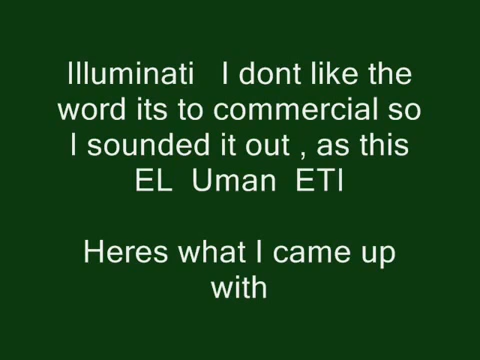 Illuminati   I dont like the
word its to commercial so
I sounded it out , as this
EL  Uman  ETI
Heres what I came up
with